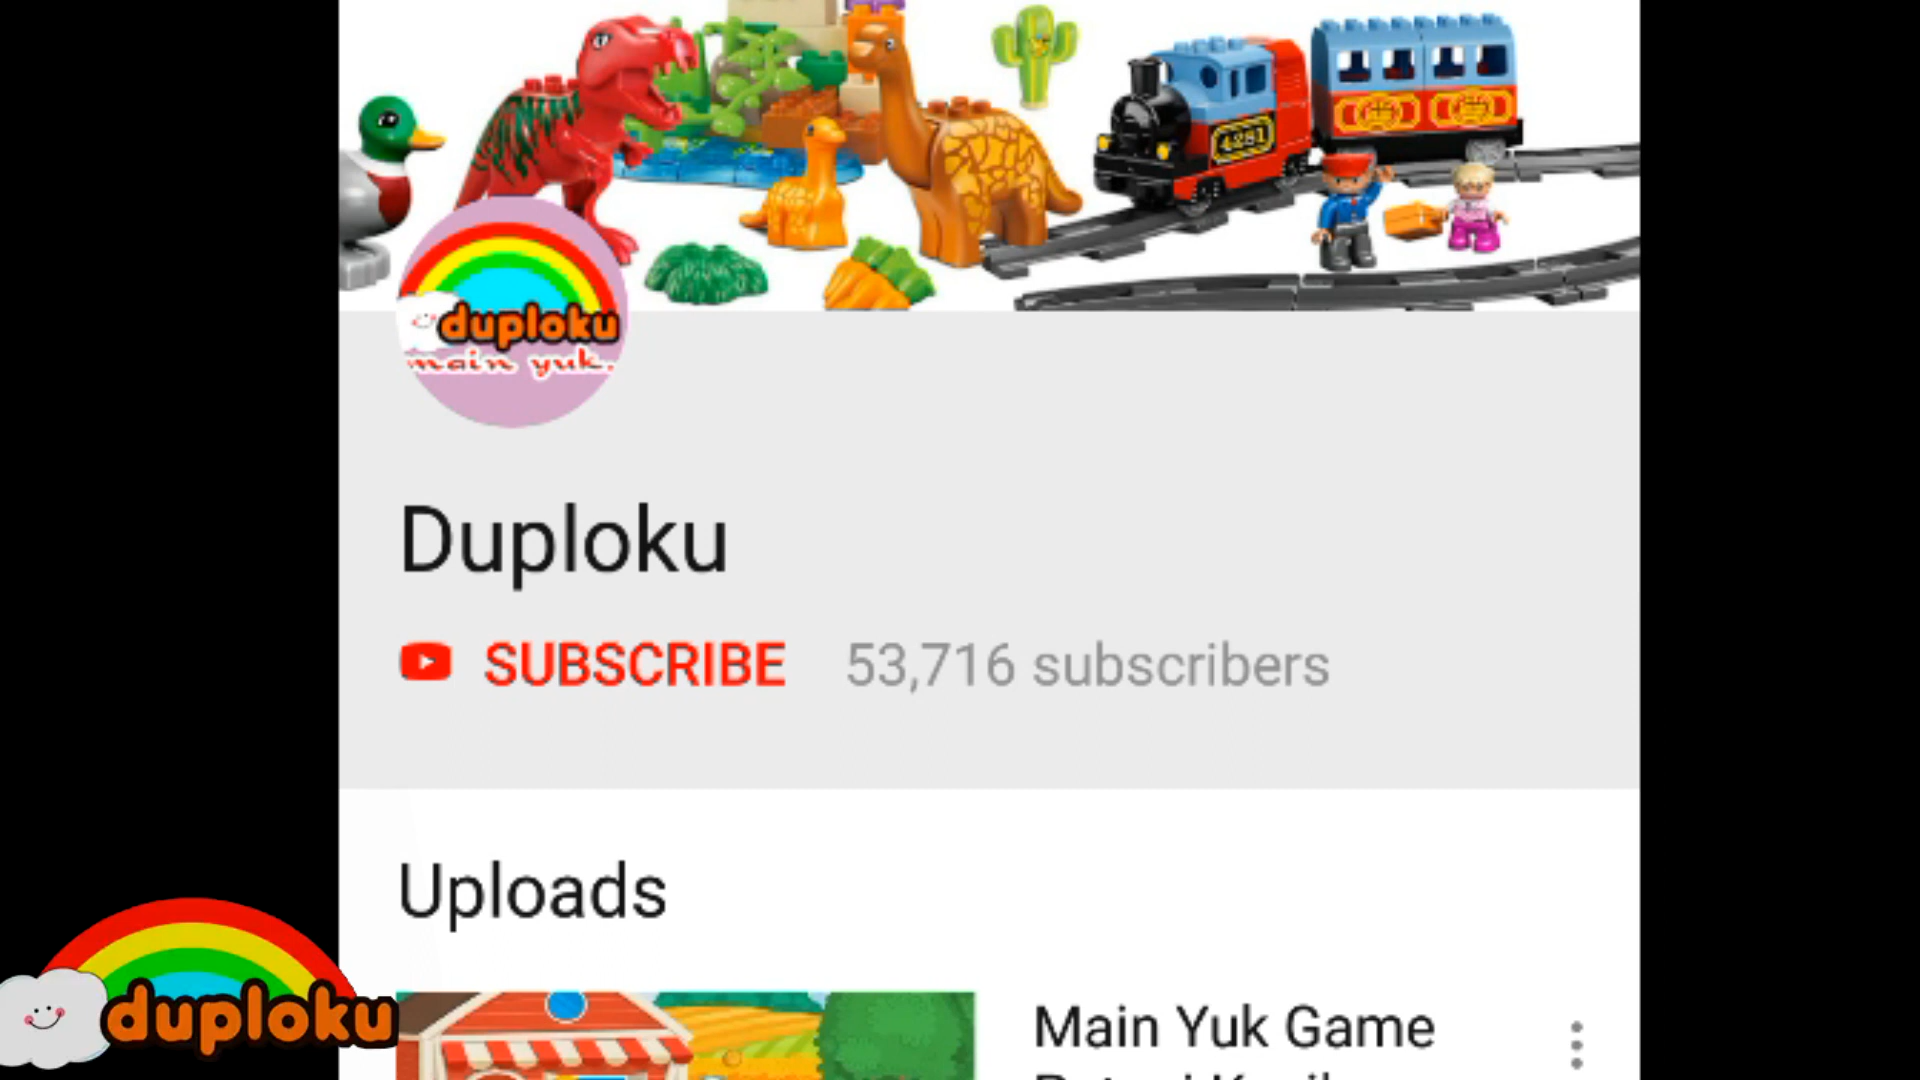 4281
duploku
main yuk.
Duploku
SUBSCRIBE 53,716 subscribers
Uploads
duploku
Main Yuk Game